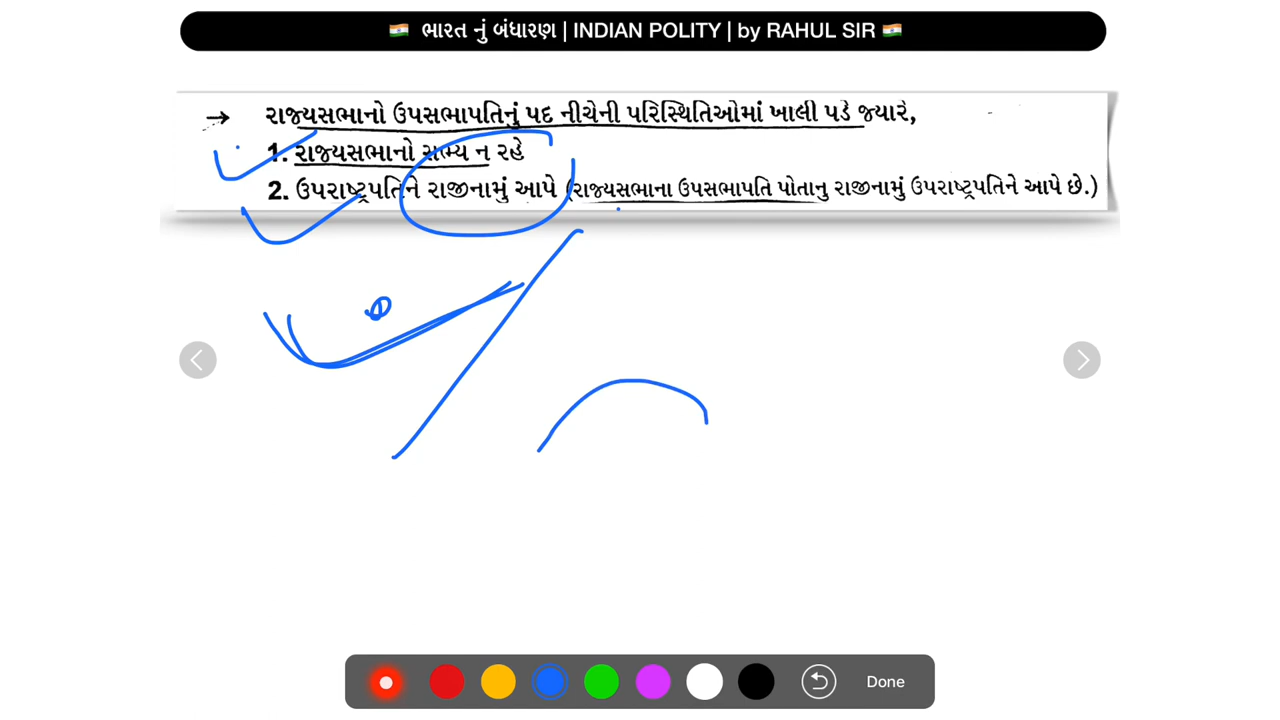 🇮🇳 ભારત નું બંધારણ | INDIAN POLITY | by RAHUL SIR 🇮🇳
→ રાજ્યસભાનો ઉપસભાપતિનું પદ નીચેની પરિસ્થિતિઓમાં ખાલી પડે જ્યારે,
1. રાજ્યસભાનો સભ્ય ન રહે
2. ઉપરાષ્ટ્રપતિને રાજીનામું આપે (રાજ્યસભાના ઉપસભાપતિ પોતાનુ રાજીનામું ઉપરાષ્ટ્રપતિને આપે છે.)
Done